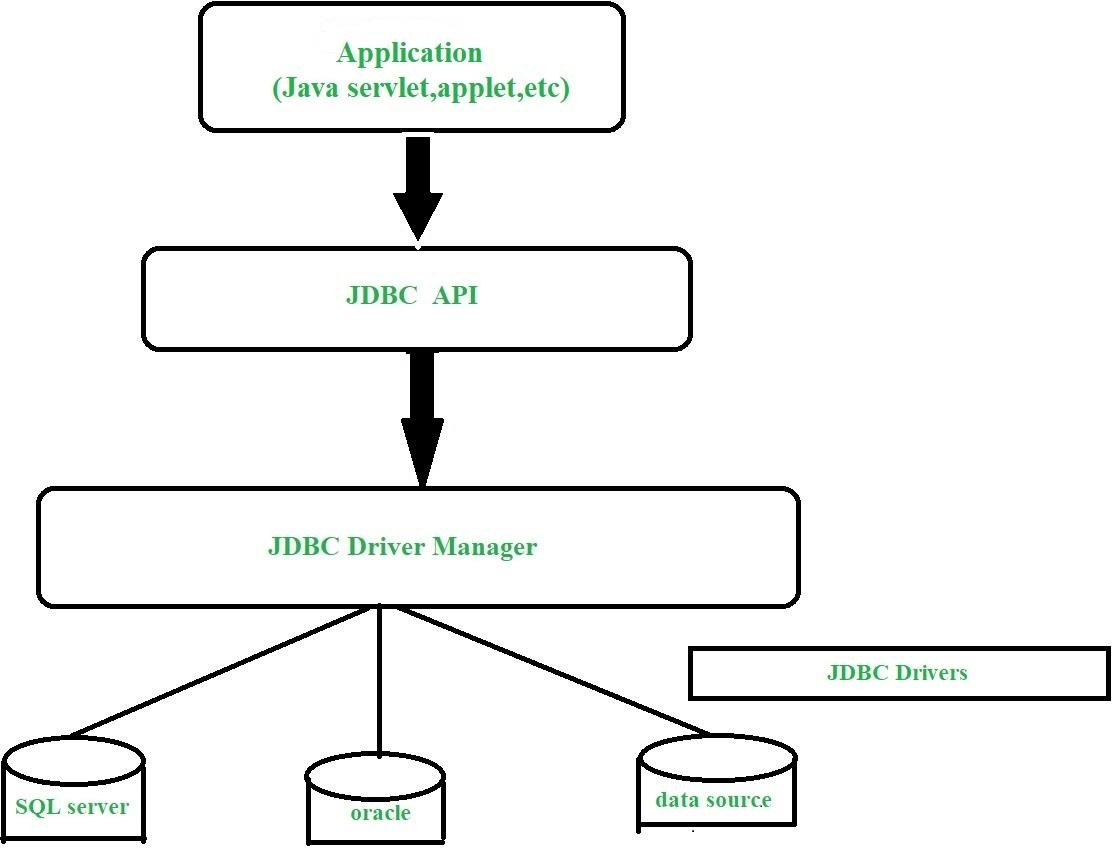 Application
(Java servlet,applet,etc)
JDBC API
JDBC Driver Manager
JDBC Drivers
SQL server
oracle
data source